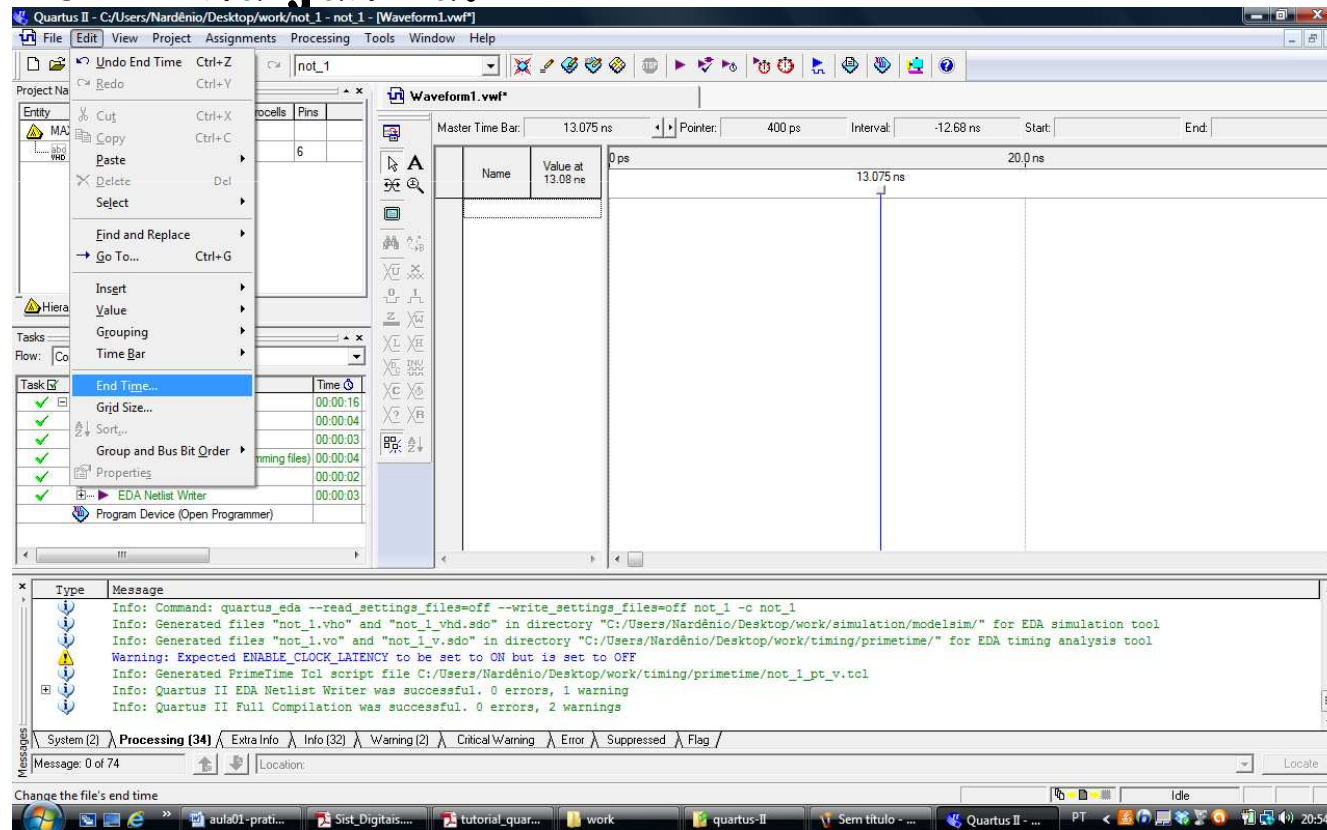 Quartus II - C:/Users/Nardênio/Desktop/work/not_1 - not_1 - [Waveform1.vwf*]
File Edit View Project Assignments Processing Tools Window Help
Undo End Time Ctrl+Z
Redo Ctrl+Y
Cut Ctrl+X
Copy Ctrl+C
Paste
Delete Del
Select
Find and Replace
Go To... Ctrl+G
Insert
Value
Grouping
Time Bar
End Time...
Grid Size...
Sort...
Group and Bus Bit Order
Properties
not_1
Project Na
Entity rocells Pins
MA
abd
VHD 6
Hiera
Tasks
Flow: Co
Task Time
00:00:16
00:00:04
00:00:03
mming files) 00:00:04
00:00:02
EDA Netlist Writer 00:00:03
Program Device (Open Programmer)
Waveform1.vwf*
Master Time Bar: 13.075 ns Pointer: 400 ps Interval: -12.68 ns Start: End:
Name Value at 13.08 ns
0 ps 20.0 ns
13.075 ns
Type Message
Info: Command: quartus_eda --read_settings_files=off --write_settings_files=off not_1 -c not_1
Info: Generated files "not_1.vho" and "not_1_vhd.sdo" in directory "C:/Users/Nardênio/Desktop/work/simulation/modelsim/" for EDA simulation tool
Info: Generated files "not_1.vo" and "not_1_v.sdo" in directory "C:/Users/Nardênio/Desktop/work/timing/primetime/" for EDA timing analysis tool
Warning: Expected ENABLE_CLOCK_LATENCY to be set to ON but is set to OFF
Info: Generated PrimeTime Tcl script file C:/Users/Nardênio/Desktop/work/timing/primetime/not_1_pt_v.tcl
Info: Quartus II EDA Netlist Writer was successful. 0 errors, 1 warning
Info: Quartus II Full Compilation was successful. 0 errors, 2 warnings
Messages
System (2) Processing (34) Extra Info Info (32) Warning (2) Critical Warning Error Suppressed Flag
Message: 0 of 74 Location: Locate
Change the file's end time Idle
aula01-prati... Sist_Digitais.... tutorial_quar... work quartus-II Sem título - ... Quartus II - ... PT 20:54